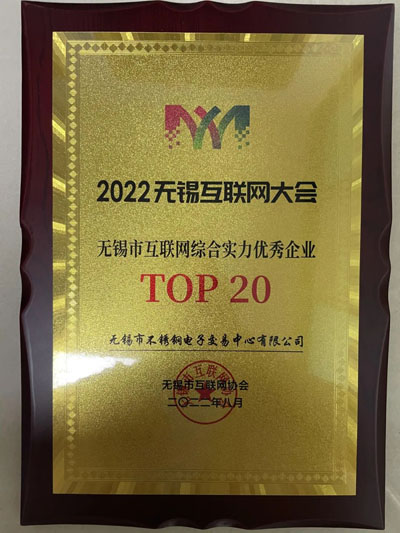 2022无锡互联网大会
无锡市互联网综合实力优秀企业
TOP 20
无锡市不锈钢电子交易中心有限公司
无锡市互联网协会
二〇二二年八月